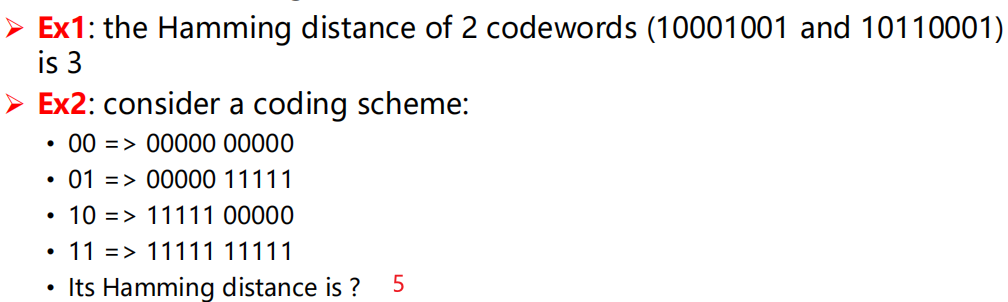 ➢ Ex1: the Hamming distance of 2 codewords (10001001 and 10110001)
is 3
➢ Ex2: consider a coding scheme:
• 00 => 00000 00000
• 01 => 00000 11111
• 10 => 11111 00000
• 11 => 11111 11111
• Its Hamming distance is ? 5